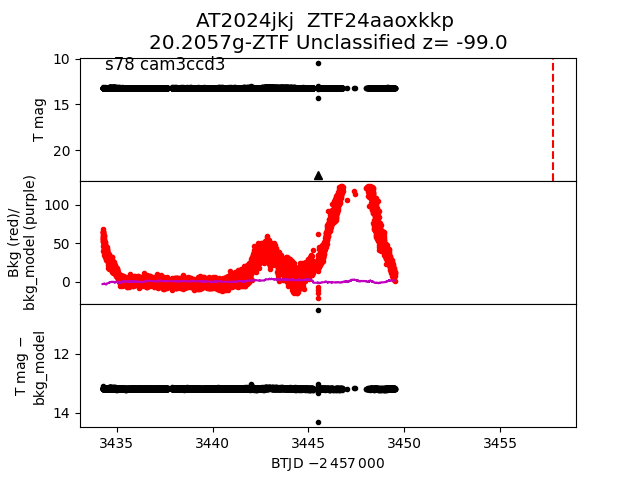 AT2024jkj  ZTF24aaoxkkp
20.2057g-ZTF Unclassified z= -99.0
s78 cam3ccd3
10
15
20
T mag
100
50
0
Bkg (red)/
bkg_model (purple)
12
14
T mag −
bkg_model
3435
3440
3445
3450
3455
BTJD −2 457 000